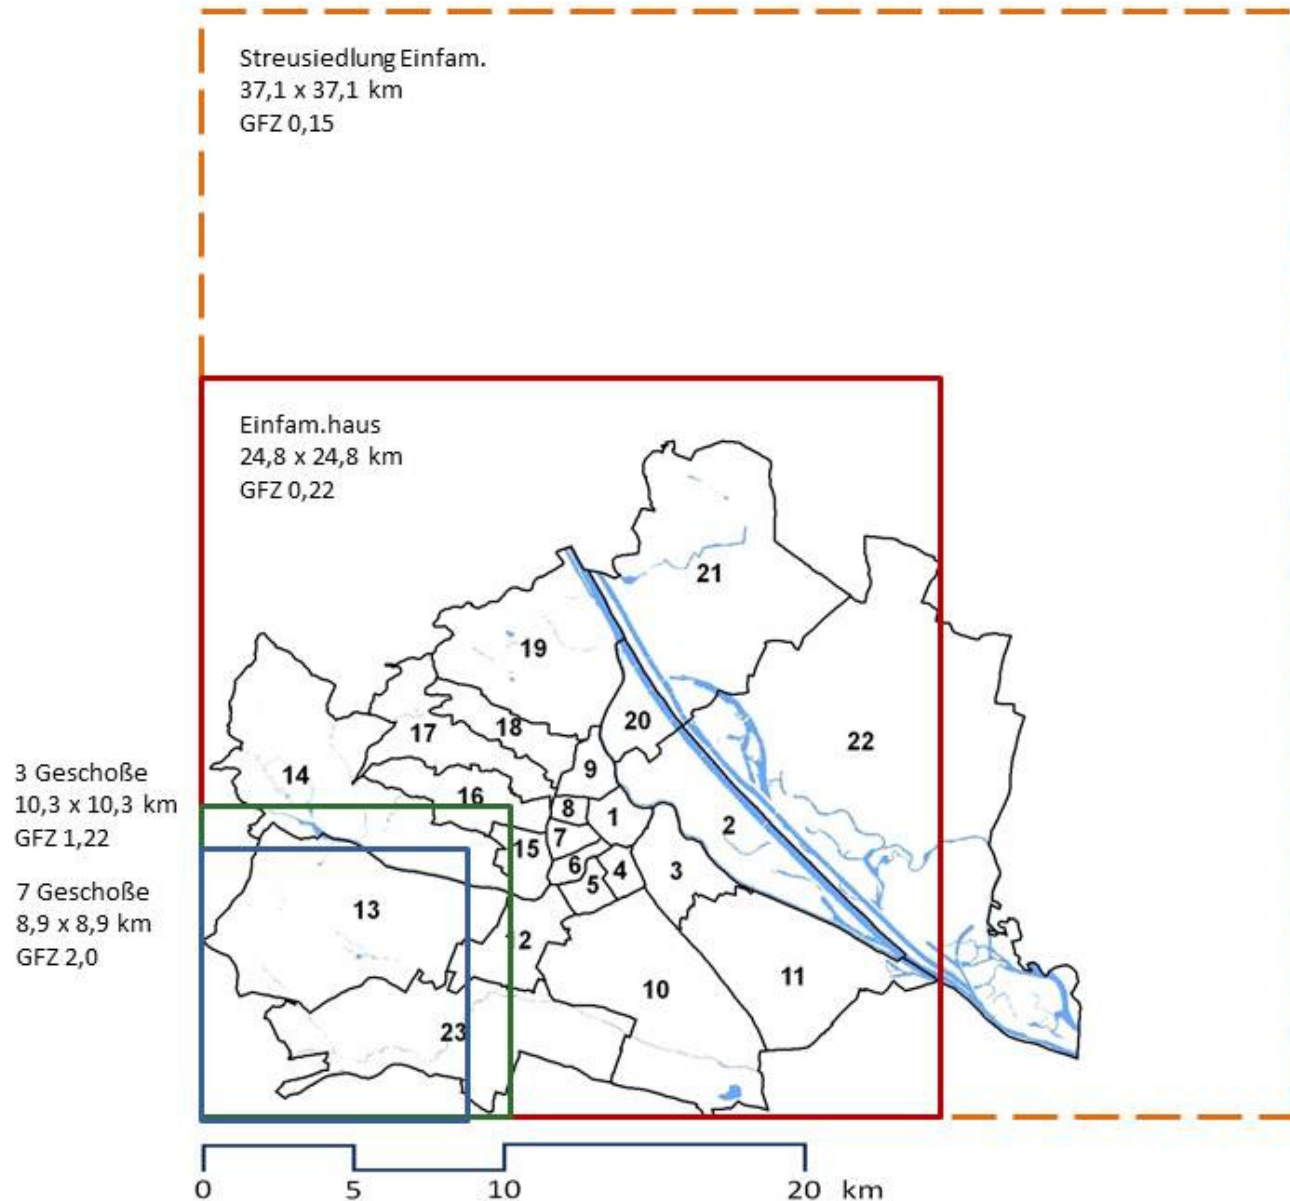 Streusiedlung Einfam.
37,1 x 37,1 km
GFZ 0,15
Einfam.haus
24,8 x 24,8 km
GFZ 0,22
21
19
20
18
17
22
14
9
16
8
1
2
7
15
6
4
3
5
3 Geschoße
10,3 x 10,3 km
GFZ 1,22
7 Geschoße
8,9 x 8,9 km
GFZ 2,0
13
2
11
10
23
0 5 10 20 km